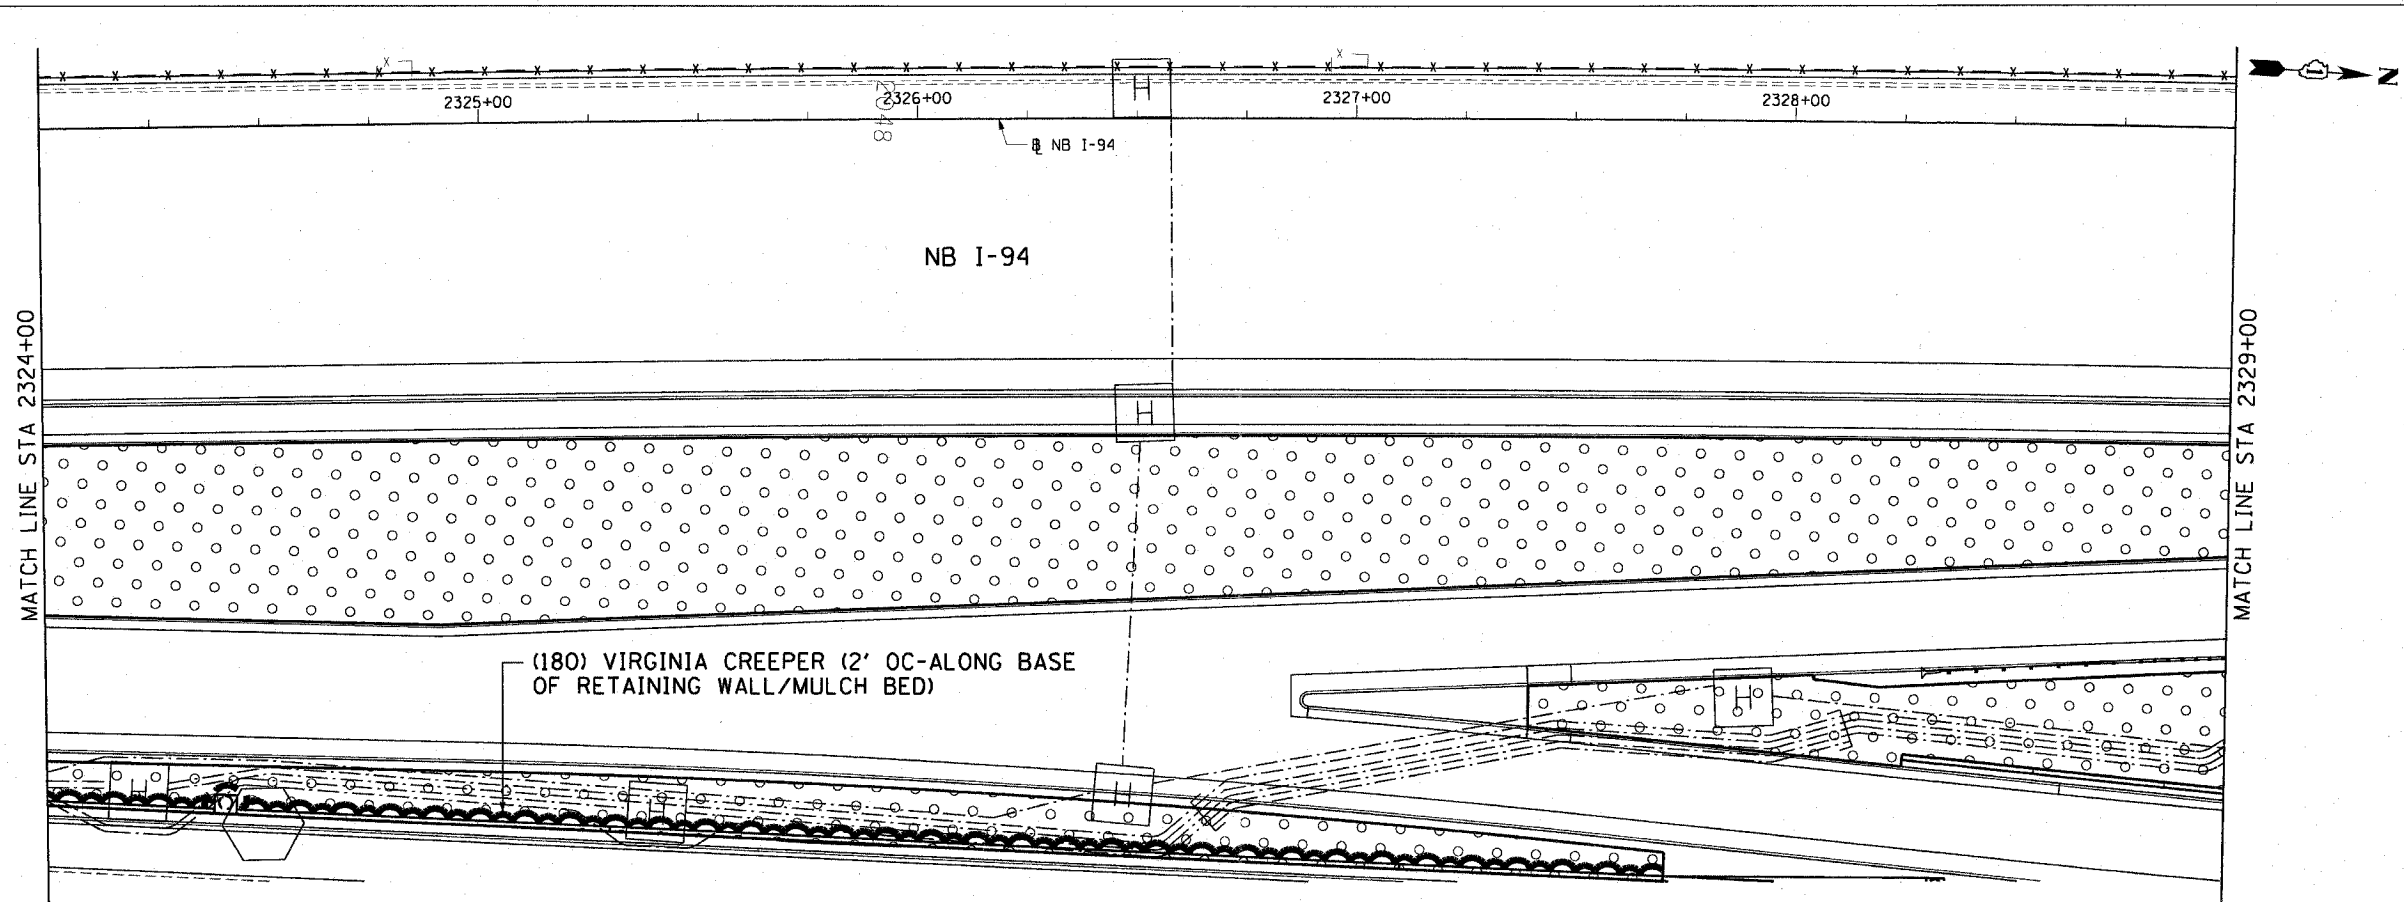 X
X
2325+00
2326+00
2327+00
2328+00
N
2048
H
℄ NB I-94
NB I-94
MATCH LINE STA 2324+00
MATCH LINE STA 2329+00
H
(180) VIRGINIA CREEPER (2' OC-ALONG BASE
OF RETAINING WALL/MULCH BED)
H
H
H
H